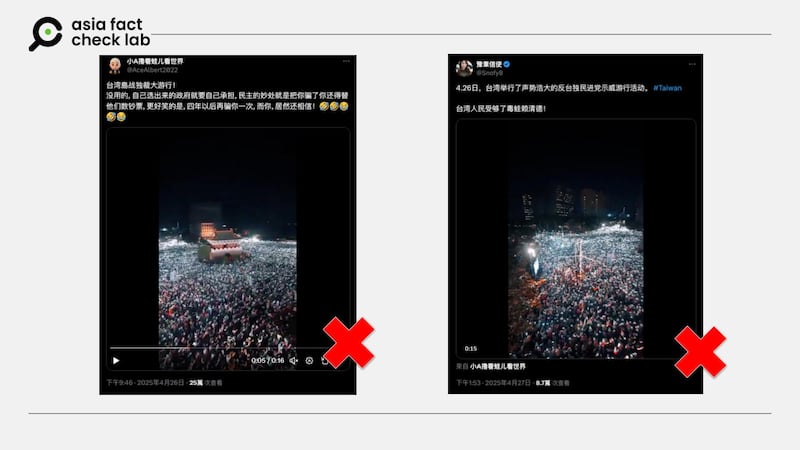 asia fact
check lab
小A撸着蛙儿看世界
@AceAlbert2022
台湾島战独裁大游行！
没用的, 自己选出来的政府就要自己承担, 民主的妙处就是把你骗了你还得替
他们数钞票, 更好笑的是, 四年以后再骗你一次, 而你, 居然还相信！🤣🤣😂
🤣😭
0:05 / 0:16
下午9:46 · 2025年4月26日 · 25萬 次查看
豫章信使
@Snofy8
4.26日，台湾举行了声势浩大的反台独民进党示威游行活动。 #Taiwan
台湾人民受够了毒蛙赖清德！
0:15
来自 小A撸着蛙儿看世界
下午1:53 · 2025年4月27日 · 8.7萬 次查看